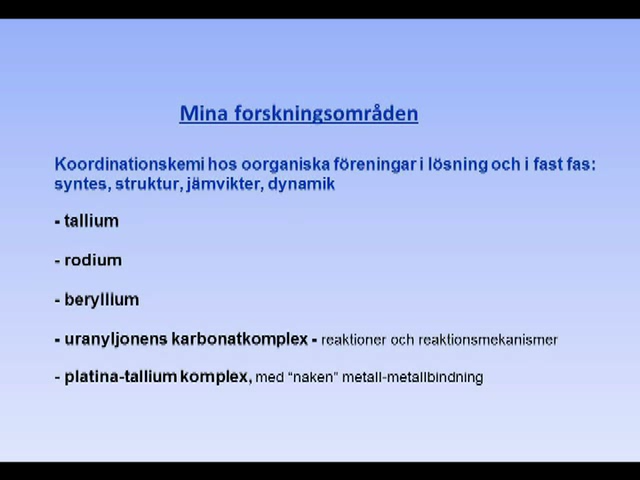 Mina forskningsområden
Koordinationskemi hos oorganiska föreningar i lösning och i fast fas:
syntes, struktur, jämvikter, dynamik
- tallium
- rodium
- beryllium
- uranyljonens karbonatkomplex - reaktioner och reaktionsmekanismer
- platina-tallium komplex, med “naken” metall-metallbindning